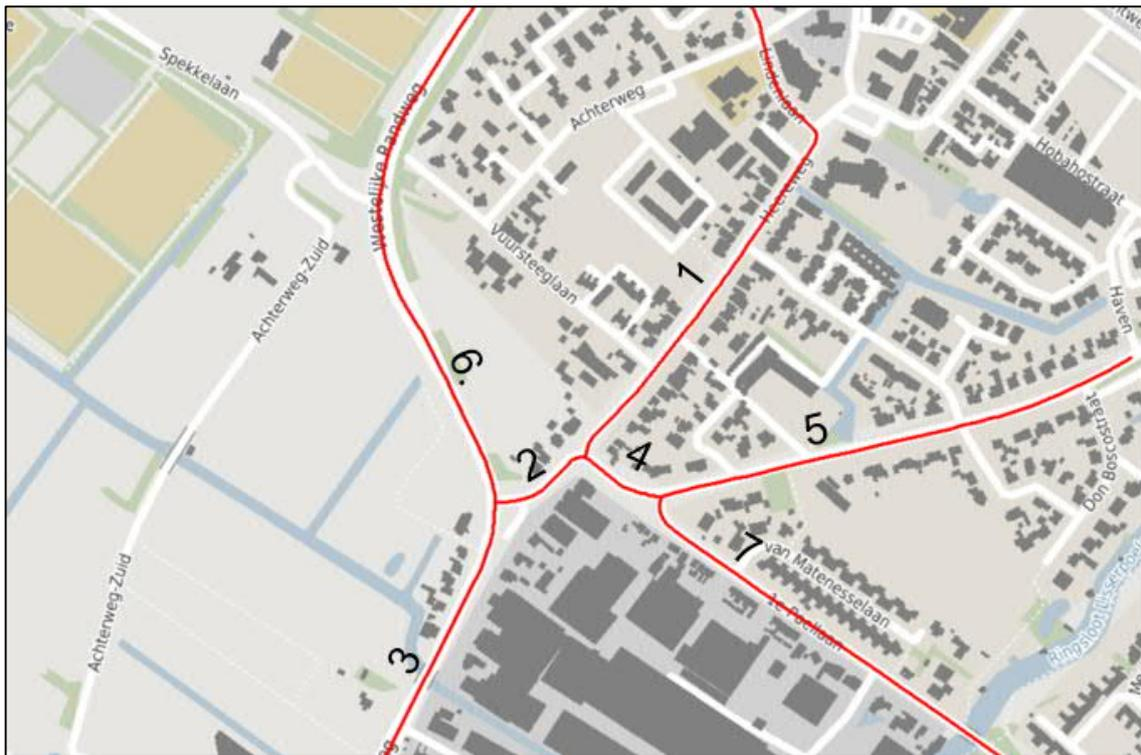 Spekkelaan
Westelijke Randweg
Achterweg
Lindenlaan
Heereweg
Hobahostraat
Vuursteeglaan
Achterweg-Zuid
Haven
1
.6
2
4
5
Don Boscostraat
7
van Matenesselaan
1e Poellaan
3
Achterweg-Zuid
Ringsloot Lisserpoel